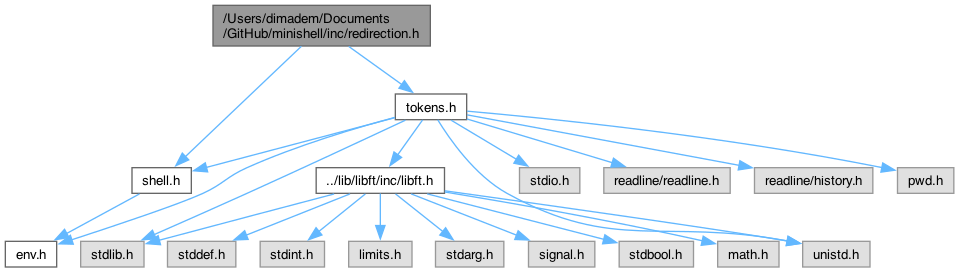 /Users/dimadem/Documents
/GitHub/minishell/inc/redirection.h
tokens.h
shell.h
../lib/libft/inc/libft.h
stdio.h
readline/readline.h
readline/history.h
pwd.h
env.h
stdlib.h
stddef.h
stdint.h
limits.h
stdarg.h
signal.h
stdbool.h
math.h
unistd.h